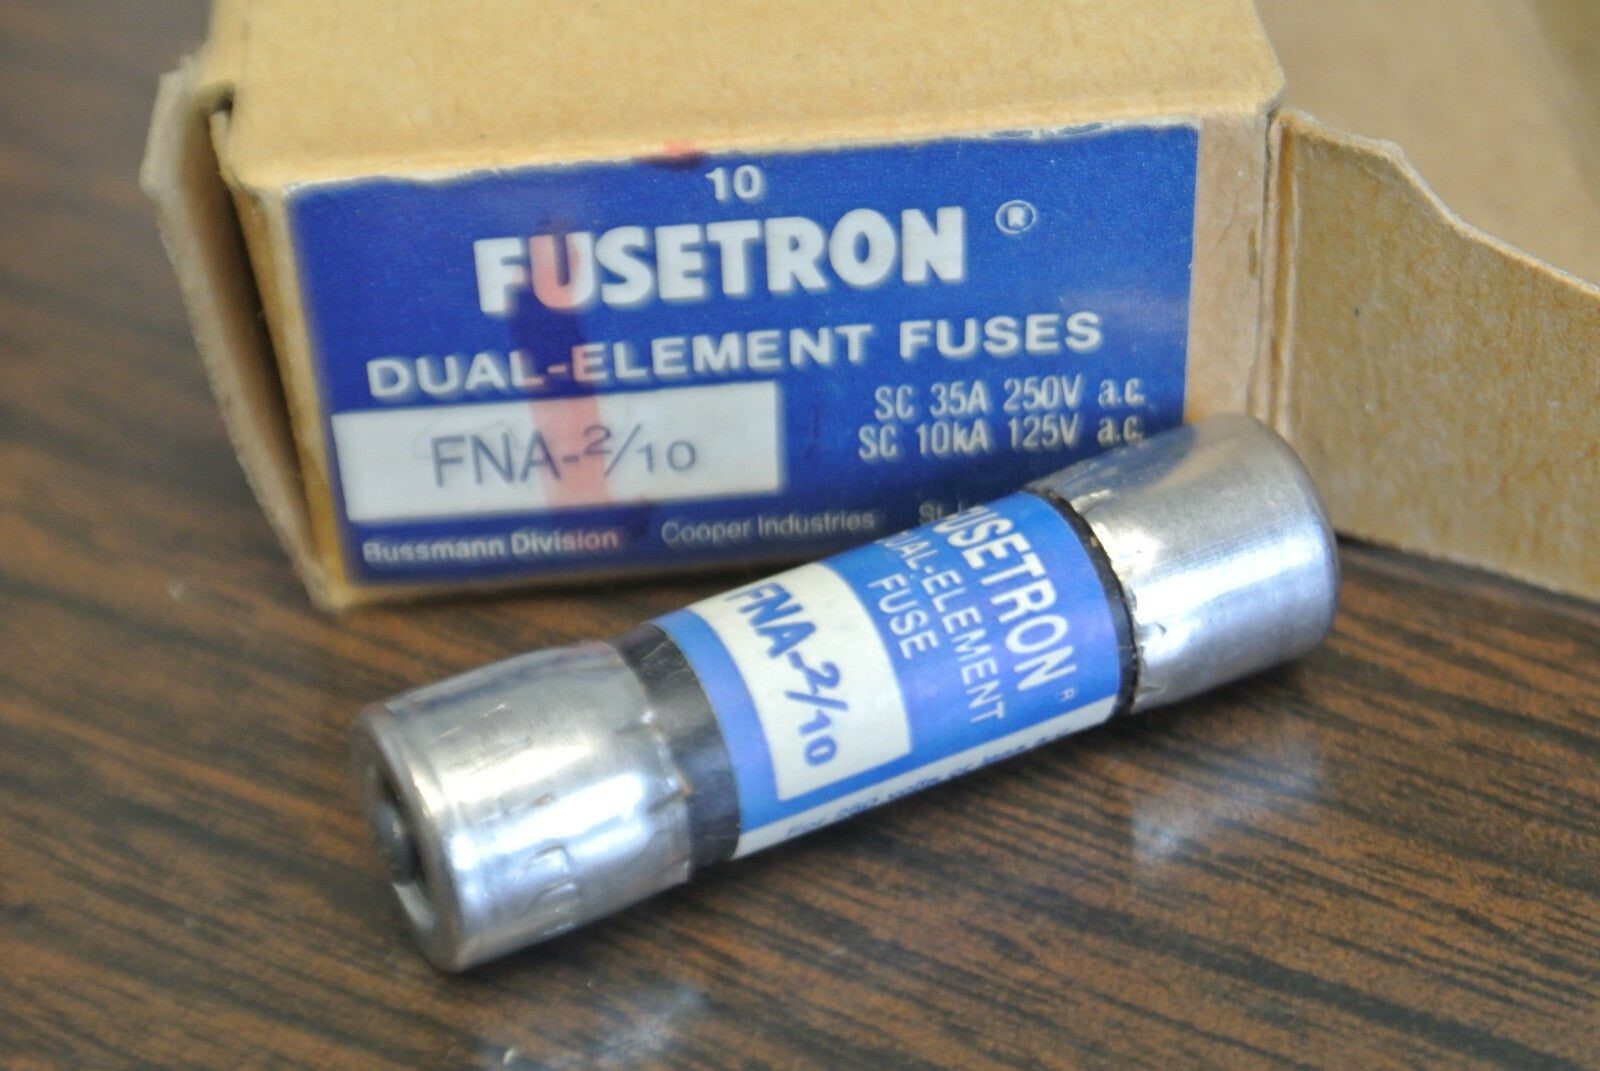 10
FUSETRON ®
DUAL-ELEMENT FUSES
FNA-2/10
SC 35A 250V a.c.
SC 10kA 125V a.c.
Bussmann Division Cooper Industries St.
FUSETRON ®
DUAL-ELEMENT
FUSE
FNA-2/10